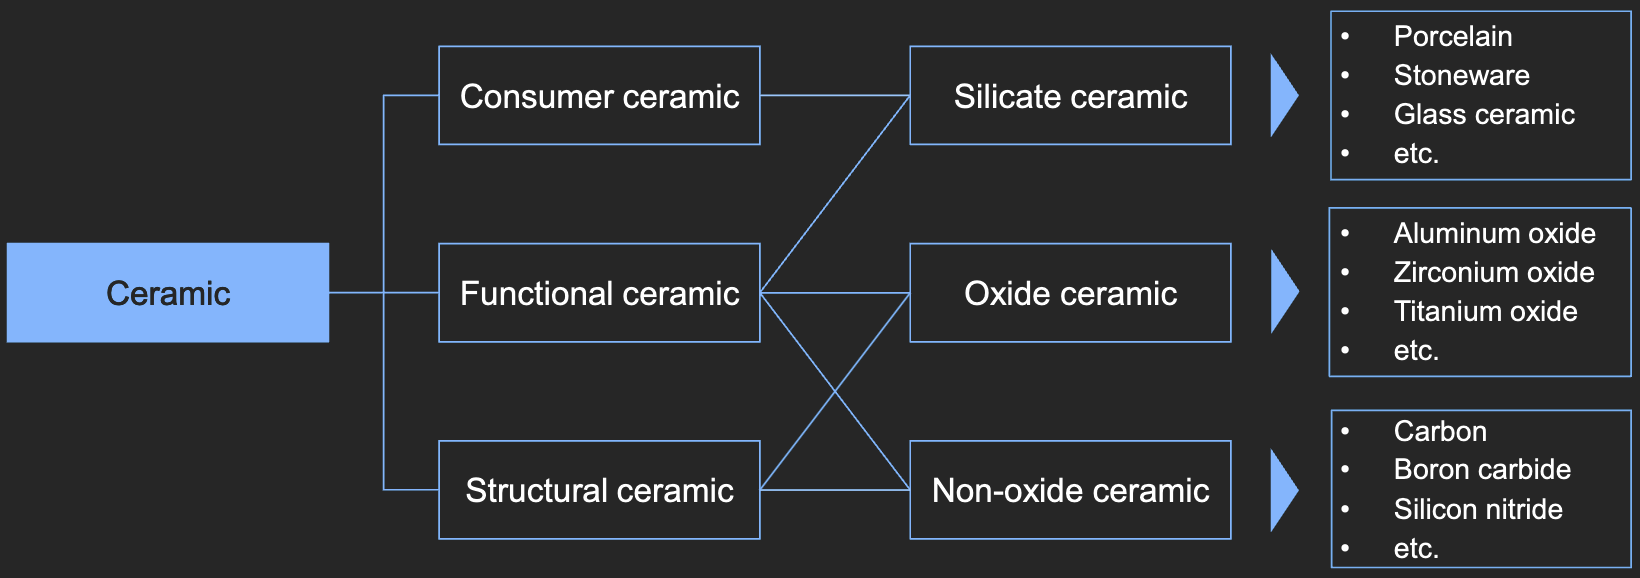 Ceramic
Consumer ceramic
Functional ceramic
Structural ceramic
Silicate ceramic
Oxide ceramic
Non-oxide ceramic
• Porcelain
• Stoneware
• Glass ceramic
• etc.
• Aluminum oxide
• Zirconium oxide
• Titanium oxide
• etc.
• Carbon
• Boron carbide
• Silicon nitride
• etc.